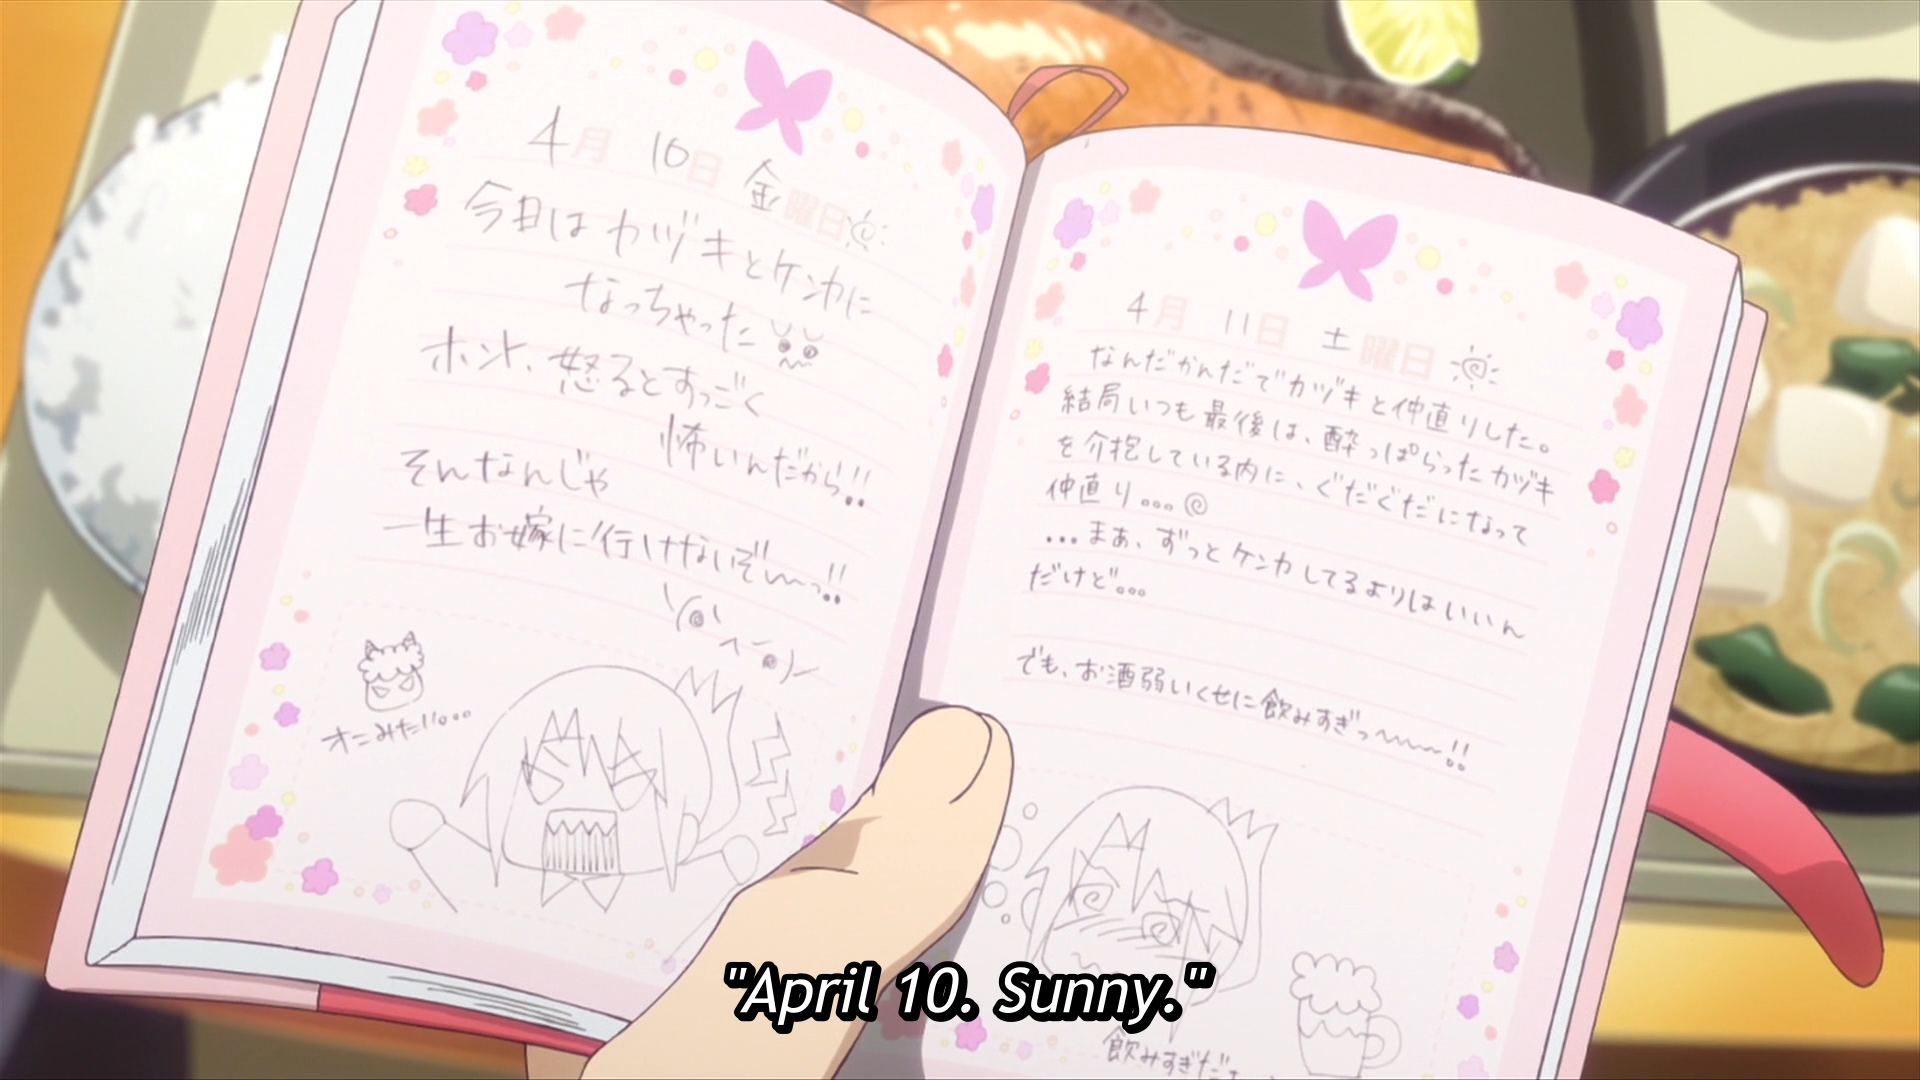 4月 10日 金曜日
今日はカヅキとケンカに
なっちゃった
ホント、怒るとすっごく
怖いんだから!!
そんなんじゃ
一生お嫁に行けないぞ〜っ!!
オニみたい。。。
4月 11日 土曜日
なんだかんだでカヅキと仲直りした。
結局いつも最後は、酔っぱらったカヅキ
を介抱している内に、ぐだぐだになって
仲直り。。。
...まぁ、ずっとケンカしてるよりはいいん
だけど。。。
でも、お酒弱いくせに飲みすぎっ〜〜〜!!
飲みすぎだ
"April 10. Sunny."